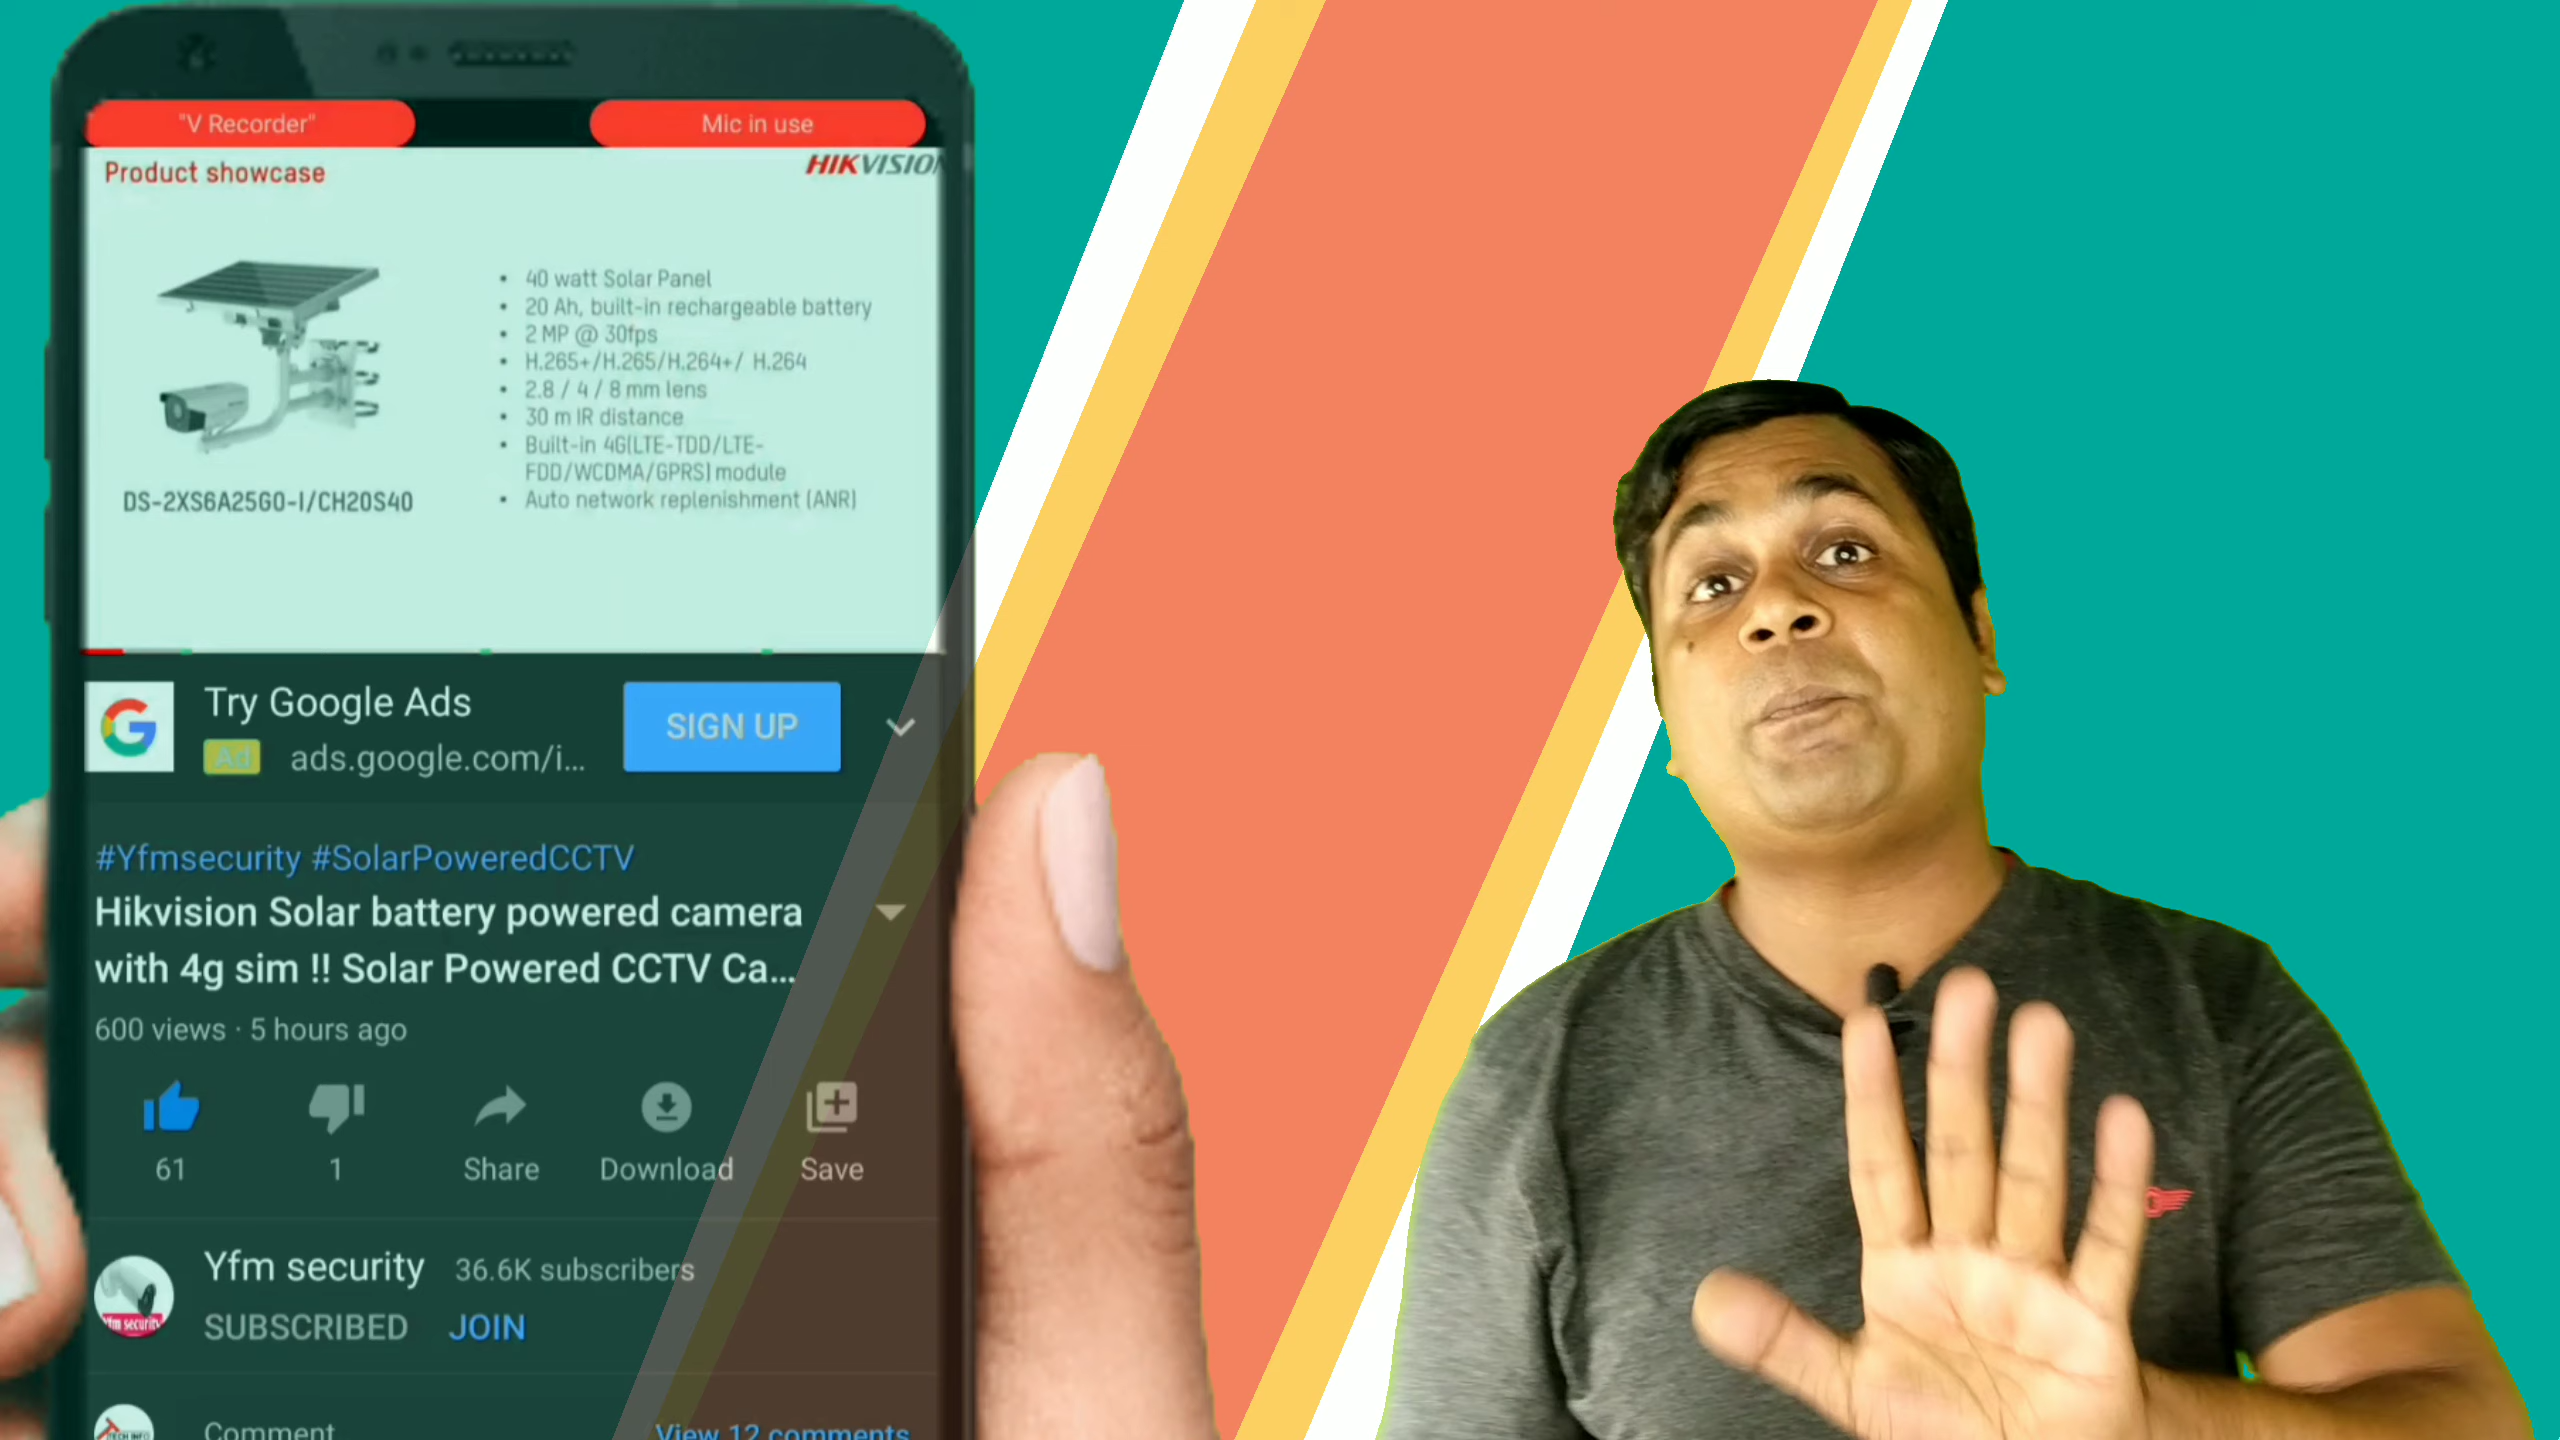 "V Recorder"
Mic in use
Product showcase
HIKVISION
• 40 watt Solar Panel
• 20 Ah, built-in rechargeable battery
• 2 MP @ 30fps
• H.265+/H.265/H.264+/ H.264
• 2.8 / 4 / 8 mm lens
• 30 m IR distance
• Built-in 4G(LTE-TDD/LTE-
FDD/WCDMA/GPRS) module
• Auto network replenishment (ANR)
DS-2XS6A25G0-I/CH20S40
Try Google Ads
Ad ads.google.com/i...
SIGN UP
#Yfmsecurity #SolarPoweredCCTV
Hikvision Solar battery powered camera
with 4g sim !! Solar Powered CCTV Ca...
600 views · 5 hours ago
61
1
Share
Download
Save
Yfm security 36.6K subscribers
Yfm security
SUBSCRIBED JOIN
TECH INFO
Comment
View 12 comments